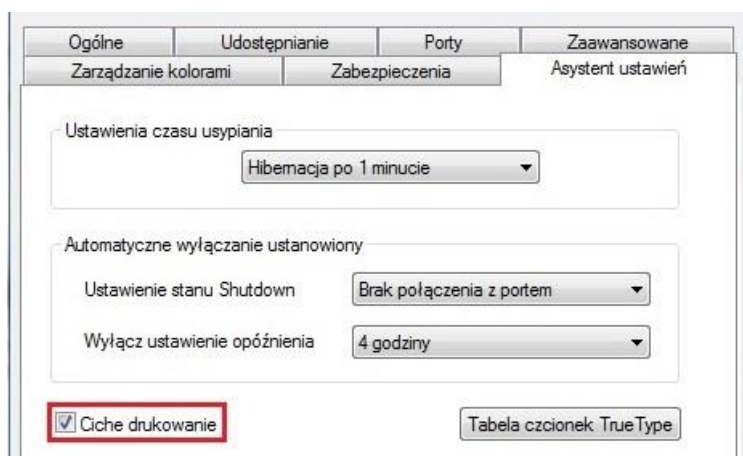 Ogólne Udostępnianie Porty Zaawansowane
Zarządzanie kolorami Zabezpieczenia Asystent ustawień
Ustawienia czasu usypiania
Hibernacja po 1 minucie
Automatyczne wyłączanie ustanowiony
Ustawienie stanu Shutdown Brak połączenia z portem
Wyłącz ustawienie opóźnienia 4 godziny
Ciche drukowanie Tabela czcionek TrueType